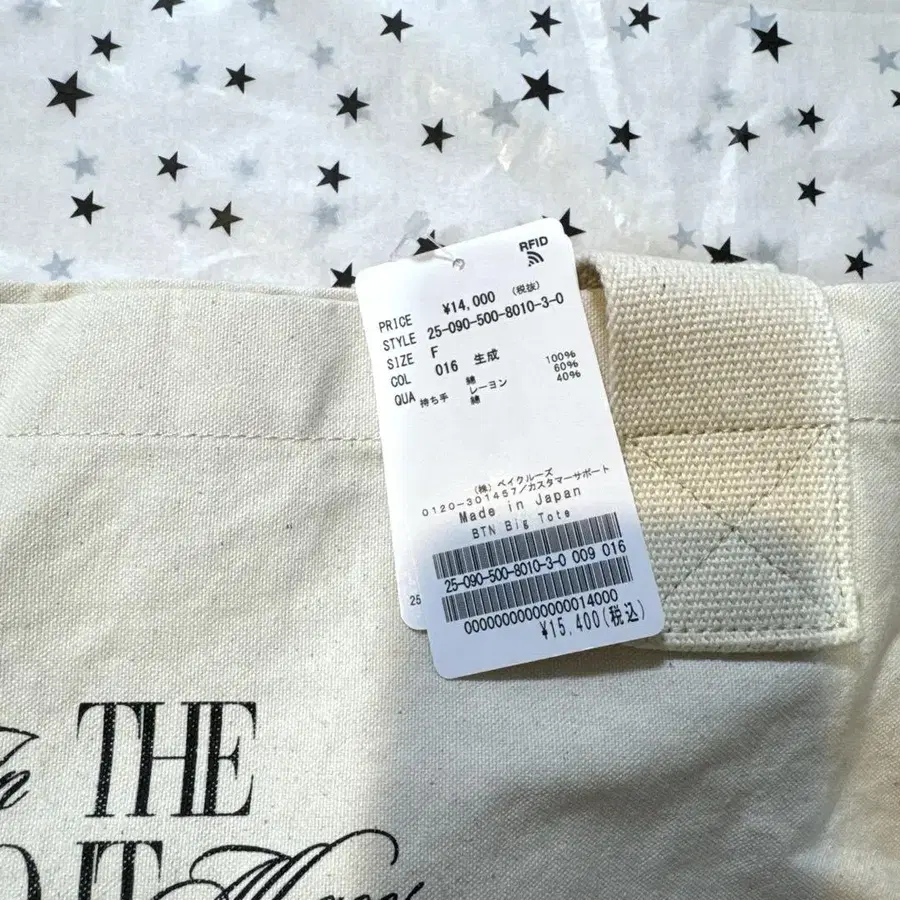 RFID
PRICE ¥14,000 (税抜)
STYLE 25-090-500-8010-3-0
SIZE F
COL 016 生成
QUA 綿 100%
持ち手 レーヨン 60%
綿 40%
(株) ベイクルーズ
0120-301457/カスタマーサポート
Made in Japan
BTN Big Tote
25-090-500-8010-3-0 009 016
25
00000000000000014000
¥15,400(税込)
THE